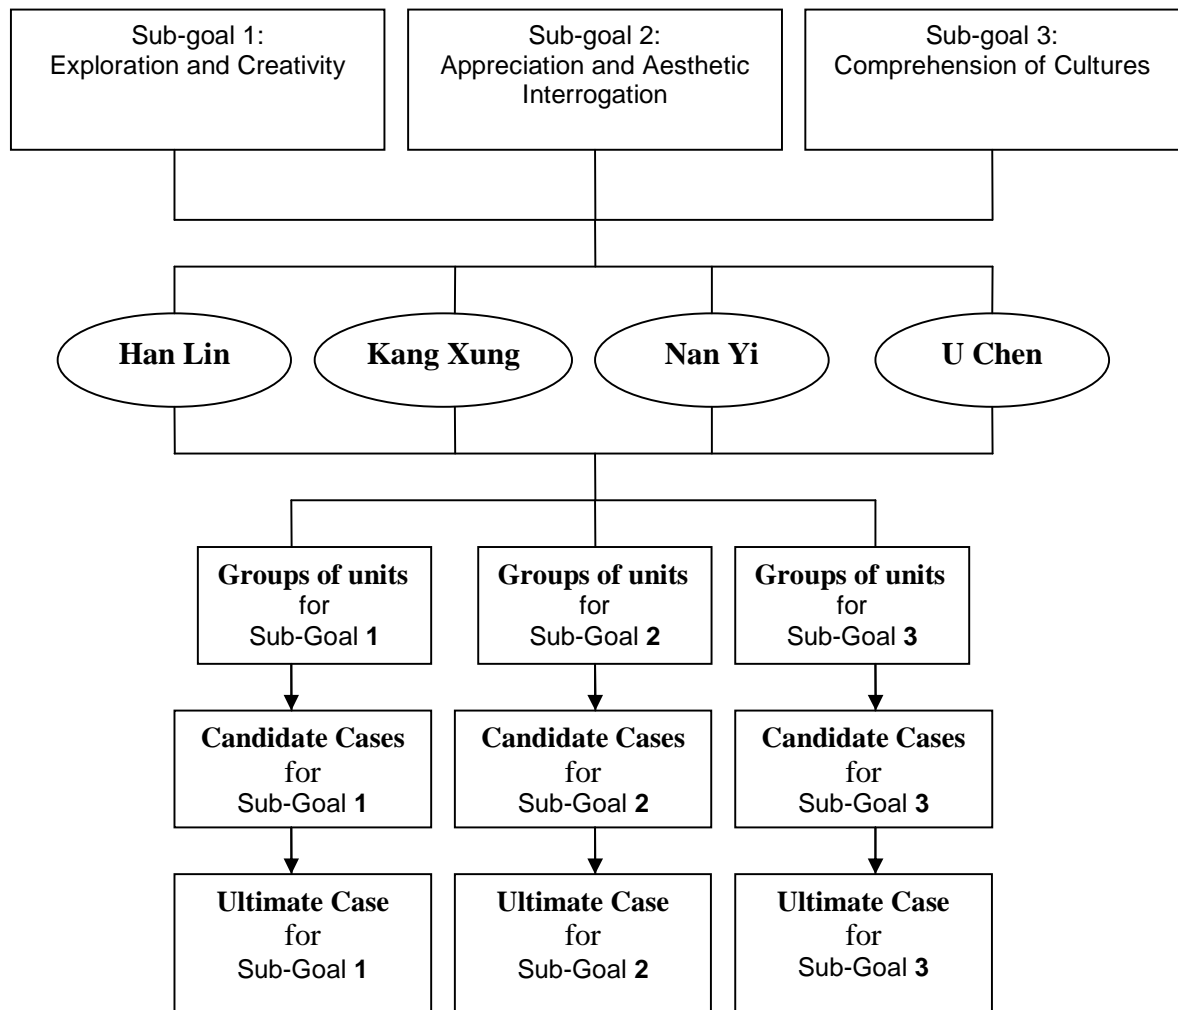 Sub-goal 1:
Exploration and Creativity
Sub-goal 2:
Appreciation and Aesthetic
Interrogation
Sub-goal 3:
Comprehension of Cultures
Han Lin
Kang Xung
Nan Yi
U Chen
Groups of units
for
Sub-Goal 1
Groups of units
for
Sub-Goal 2
Groups of units
for
Sub-Goal 3
Candidate Cases
for
Sub-Goal 1
Candidate Cases
for
Sub-Goal 2
Candidate Cases
for
Sub-Goal 3
Ultimate Case
for
Sub-Goal 1
Ultimate Case
for
Sub-Goal 2
Ultimate Case
for
Sub-Goal 3